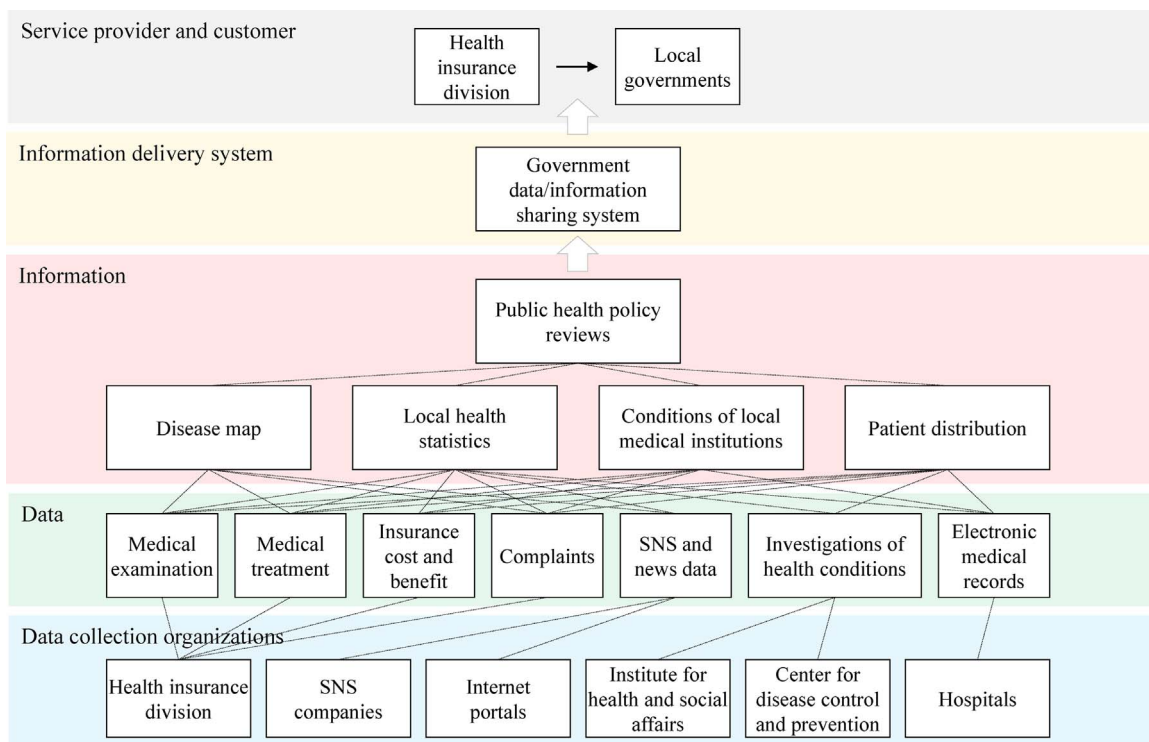 Service provider and customer
Health
insurance
division
Local
governments
Information delivery system
Government
data/information
sharing system
Information
Public health policy
reviews
Disease map
Local health
statistics
Conditions of local
medical institutions
Patient distribution
Data
Medical
examination
Medical
treatment
Insurance
cost and
benefit
Complaints
SNS and
news data
Investigations of
health conditions
Electronic
medical
records
Data collection organizations
Health insurance
division
SNS
companies
Internet
portals
Institute for
health and social
affairs
Center for
disease control
and prevention
Hospitals